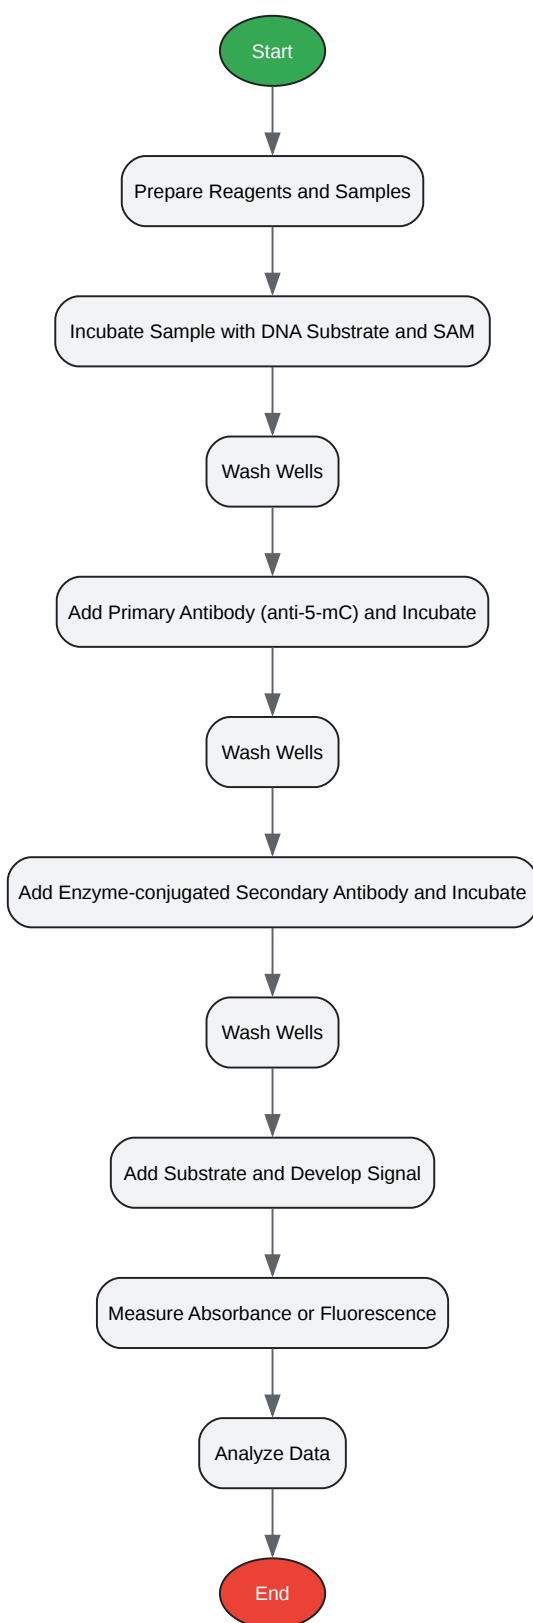 Start
Prepare Reagents and Samples
Incubate Sample with DNA Substrate and SAM
Wash Wells
Add Primary Antibody (anti-5-mC) and Incubate
Wash Wells
Add Enzyme-conjugated Secondary Antibody and Incubate
Wash Wells
Add Substrate and Develop Signal
Measure Absorbance or Fluorescence
Analyze Data
End